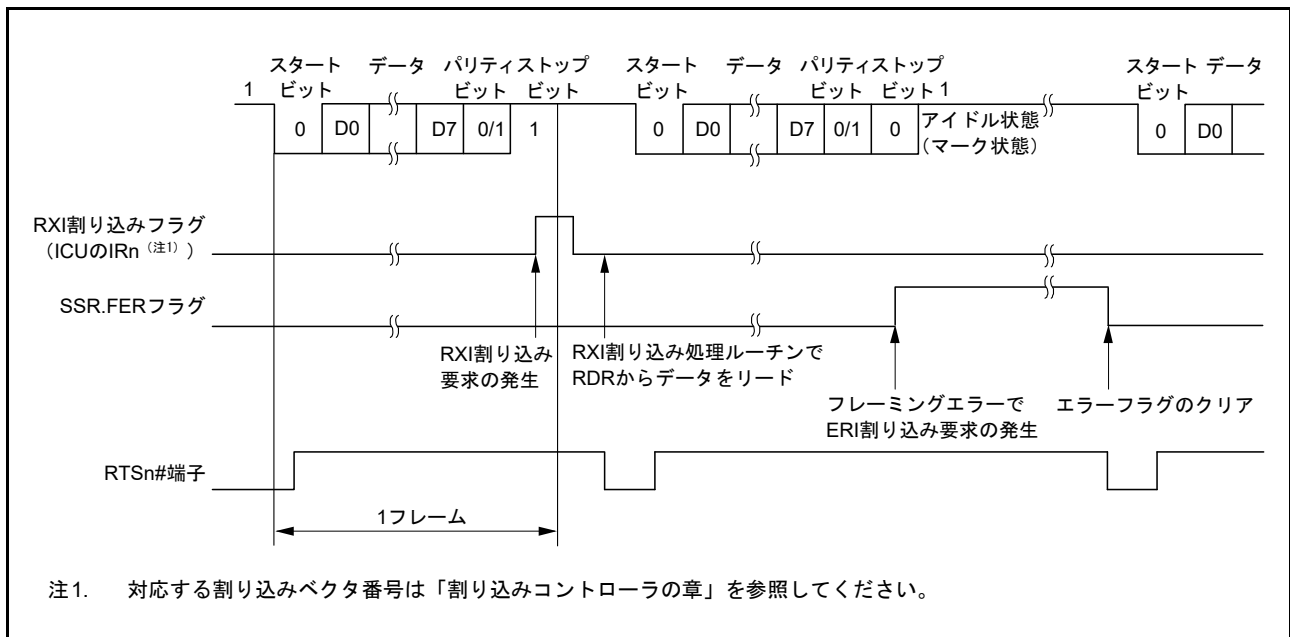 スタート データ パリティストップ スタート データ パリティストップ スタート データ
1 ビット ビット ビット ビット ビット ビット 1 ビット
0 D0 D7 0/1 1 0 D0 D7 0/1 0 アイドル状態 0 D0
（マーク状態）
RXI割り込みフラグ
（ICUのIRn（注1））
SSR.FERフラグ
RXI割り込み
要求の発生
RXI割り込み処理ルーチンで
RDRからデータをリード
フレーミングエラーで
ERI割り込み要求の発生
エラーフラグのクリア
RTSn#端子
1フレーム
注1. 対応する割り込みベクタ番号は「割り込みコントローラの章」を参照してください。